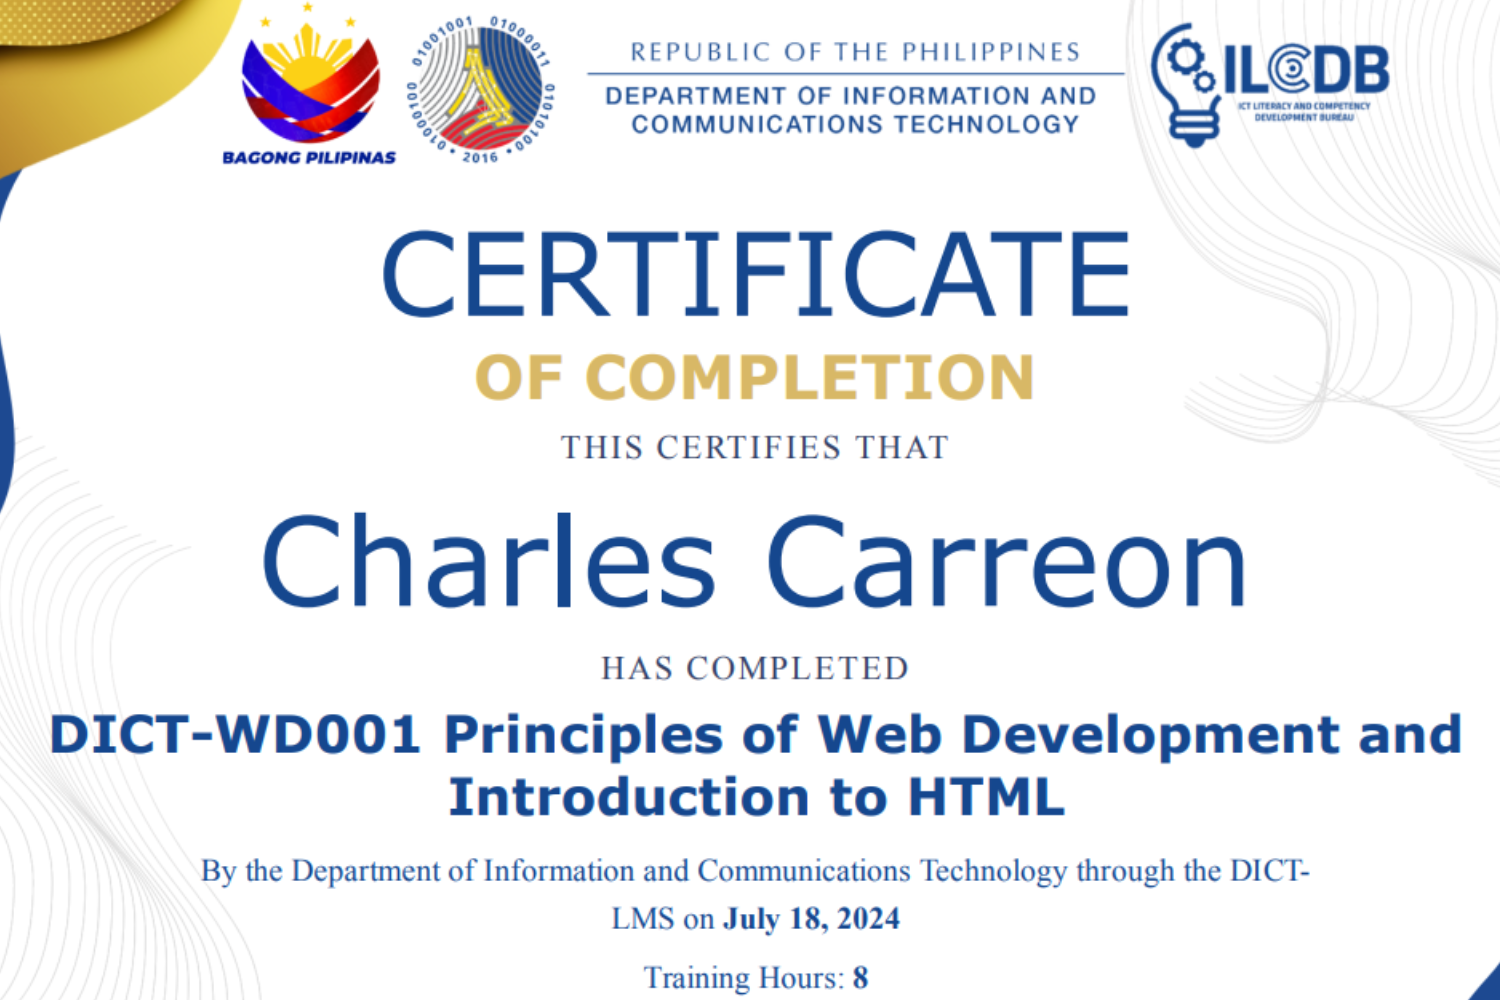 BAGONG PILIPINAS
01001001 01000011 01010100 01000100
2016
REPUBLIC OF THE PHILIPPINES
DEPARTMENT OF INFORMATION AND
COMMUNICATIONS TECHNOLOGY
ILCDB
ICT LITERACY AND COMPETENCY
DEVELOPMENT BUREAU
CERTIFICATE
OF COMPLETION
THIS CERTIFIES THAT
Charles Carreon
HAS COMPLETED
DICT-WD001 Principles of Web Development and
Introduction to HTML
By the Department of Information and Communications Technology through the DICT-
LMS on July 18, 2024
Training Hours: 8